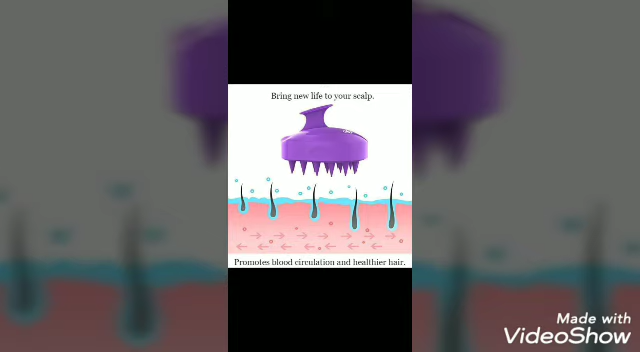 Bring new life to your scalp.
Promotes blood circulation and healthier hair.
Made with
VideoShow